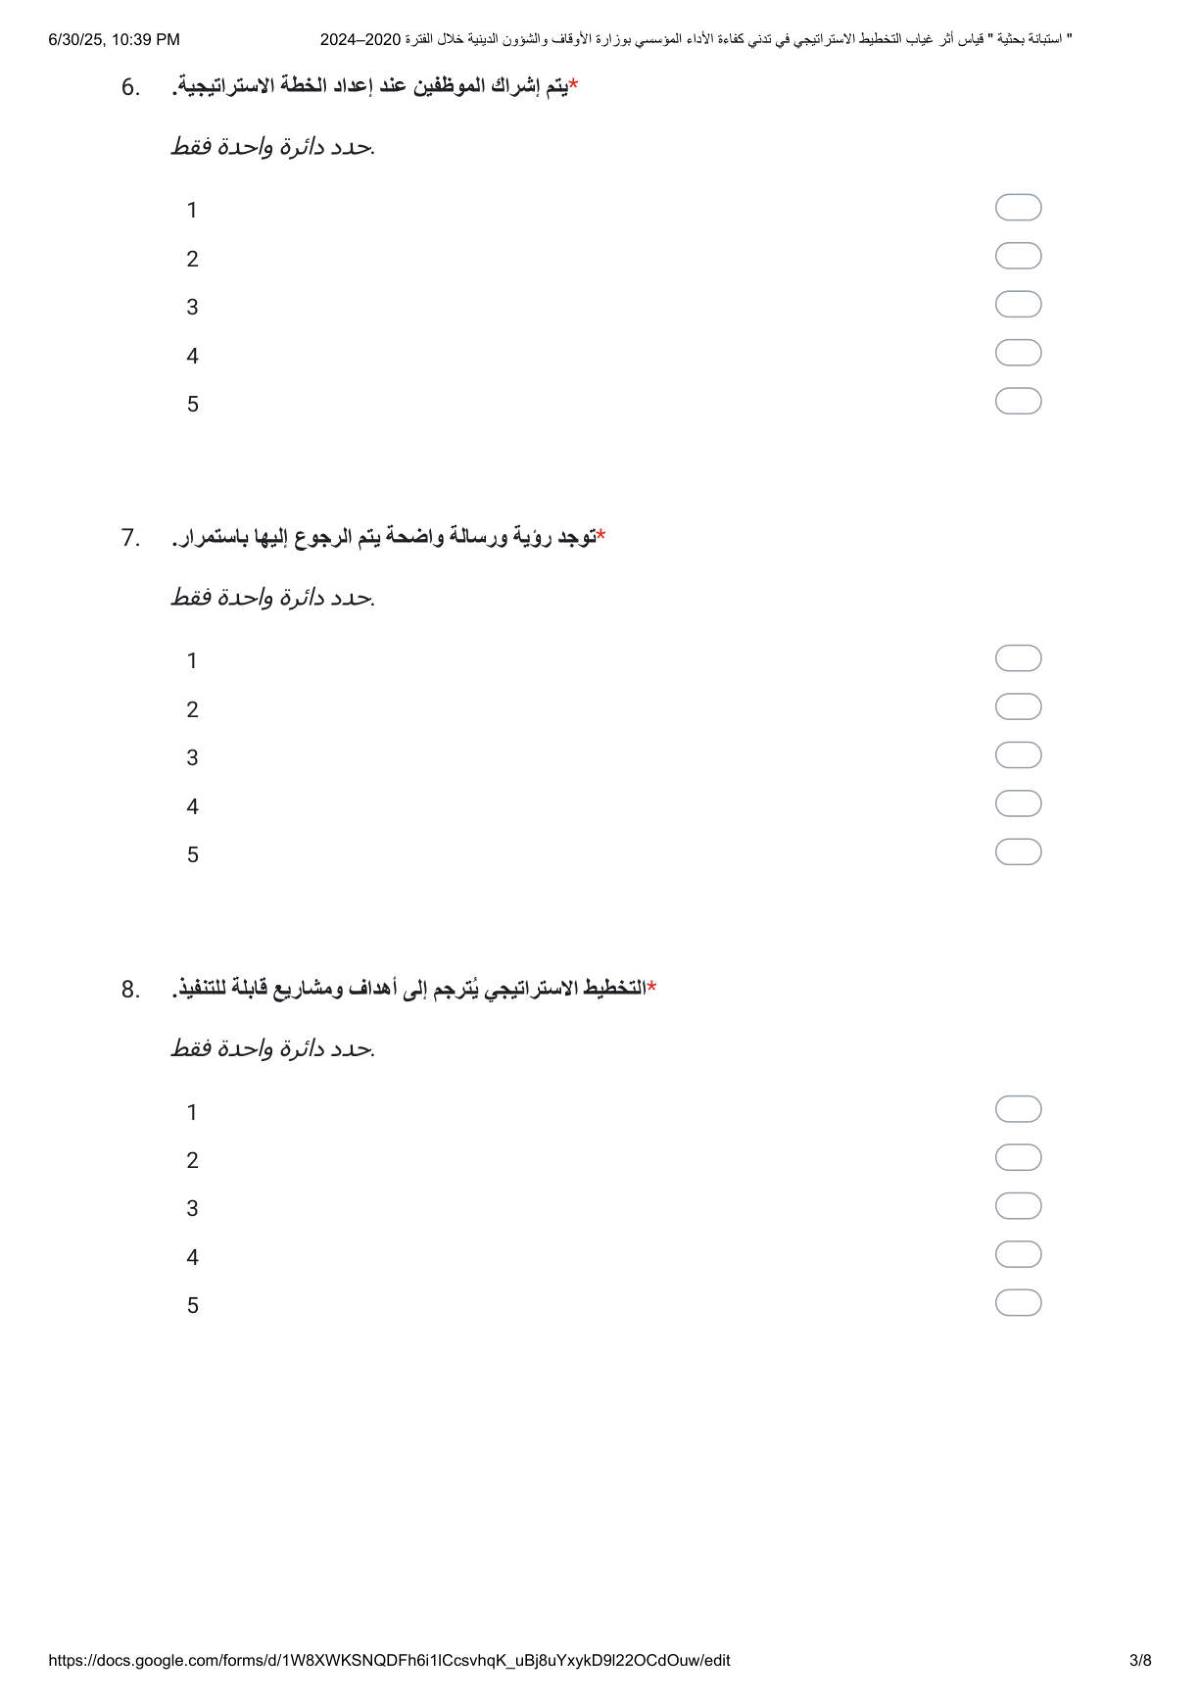 6/30/25, 10:39 PM
" استبانة بحثية " قياس أثر غياب التخطيط الاستراتيجي في تدني كفاءة الأداء المؤسسي بوزارة الأوقاف والشؤون الدينية خلال الفترة 2020–2024
6. يتم إشراك الموظفين عند إعداد الخطة الاستراتيجية.*
حدد دائرة واحدة فقط.
1
2
3
4
5
7. توجد رؤية ورسالة واضحة يتم الرجوع إليها باستمرار.*
حدد دائرة واحدة فقط.
1
2
3
4
5
8. التخطيط الاستراتيجي يُترجم إلى أهداف ومشاريع قابلة للتنفيذ.*
حدد دائرة واحدة فقط.
1
2
3
4
5
https://docs.google.com/forms/d/1W8XWKSNQDFh6i1lCcsvhqK_uBj8uYxykD9l22OCdOuw/edit
3/8